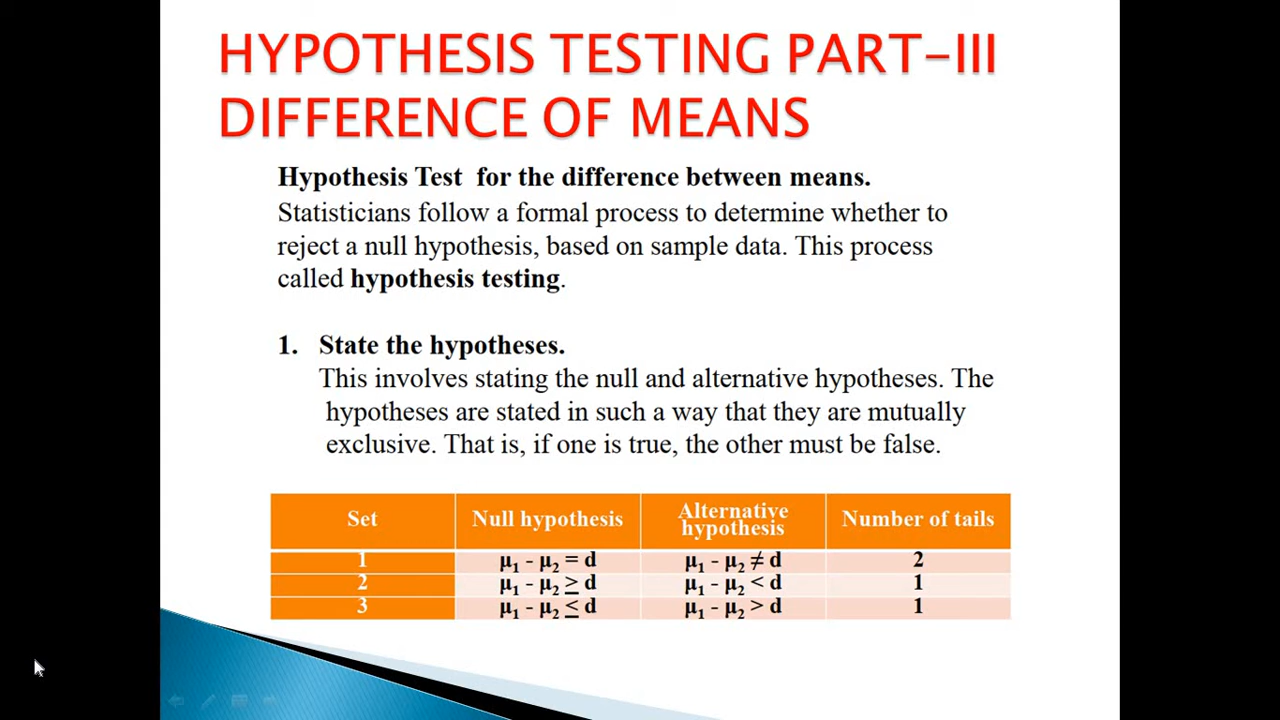 HYPOTHESIS TESTING PART-III
DIFFERENCE OF MEANS
Hypothesis Test for the difference between means.
Statisticians follow a formal process to determine whether to
reject a null hypothesis, based on sample data. This process
called hypothesis testing.
1. State the hypotheses.
This involves stating the null and alternative hypotheses. The
hypotheses are stated in such a way that they are mutually
exclusive. That is, if one is true, the other must be false.
Set Null hypothesis Alternative hypothesis Number of tails
1 μ₁ - μ₂ = d μ₁ - μ₂ ≠ d 2
2 μ₁ - μ₂ ≥ d μ₁ - μ₂ < d 1
3 μ₁ - μ₂ ≤ d μ₁ - μ₂ > d 1